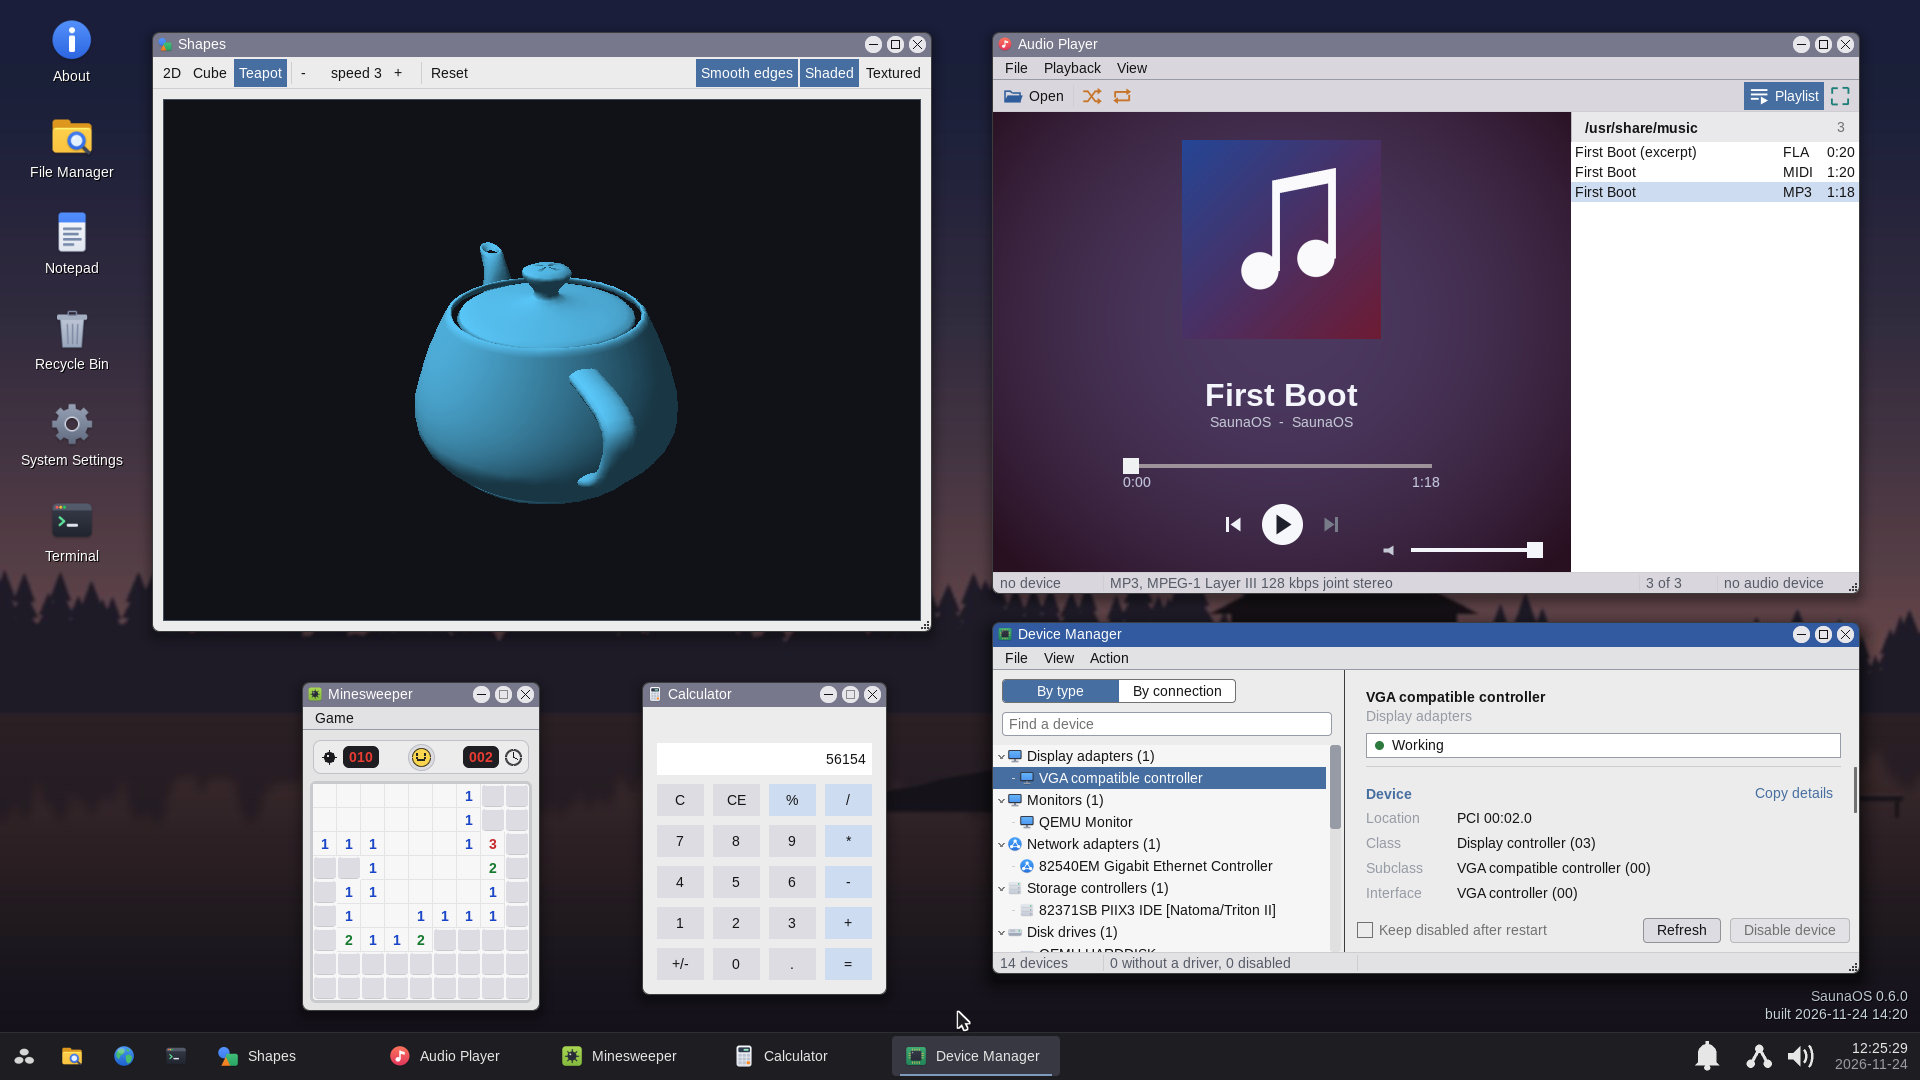 About
File Manager
Notepad
Recycle Bin
System Settings
Terminal
Shapes
2D Cube Teapot - speed 3 + Reset Smooth edges Shaded Textured
Audio Player
File Playback View
Open Playlist
/usr/share/music 3
First Boot (excerpt) FLA 0:20
First Boot MIDI 1:20
First Boot MP3 1:18
First Boot
SaunaOS - SaunaOS
0:00 1:18
no device MP3, MPEG-1 Layer III 128 kbps joint stereo 3 of 3 no audio device
Minesweeper
Game
010 002
1
1
1 1 1 1 3
1 2
1 1 1
1 1 1 1 1
2 1 1 2
Calculator
56154
C CE % /
7 8 9 *
4 5 6 -
1 2 3 +
+/- 0 . =
Device Manager
File View Action
By type By connection
Find a device
Display adapters (1)
VGA compatible controller
Monitors (1)
QEMU Monitor
Network adapters (1)
82540EM Gigabit Ethernet Controller
Storage controllers (1)
82371SB PIIX3 IDE [Natoma/Triton II]
Disk drives (1)
QEMU HARDDISK
VGA compatible controller
Display adapters
Working
Device Copy details
Location PCI 00:02.0
Class Display controller (03)
Subclass VGA compatible controller (00)
Interface VGA controller (00)
Keep disabled after restart Refresh Disable device
14 devices 0 without a driver, 0 disabled
SaunaOS 0.6.0
built 2026-11-24 14:20
Shapes Audio Player Minesweeper Calculator Device Manager
12:25:29
2026-11-24